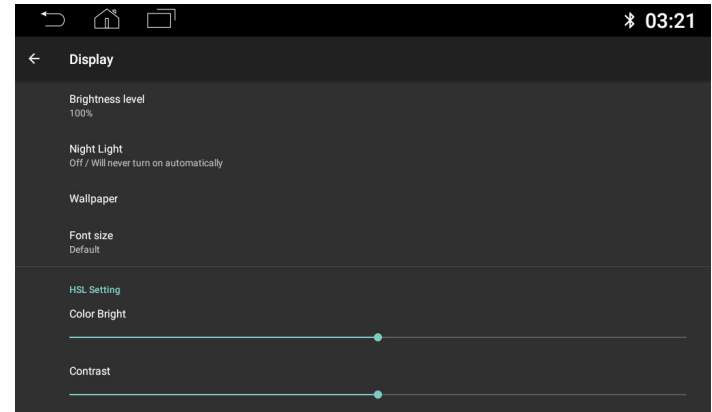 03:21
Display
Brightness level
100%
Night Light
Off / Will never turn on automatically
Wallpaper
Font size
Default
HSL Setting
Color Bright
Contrast